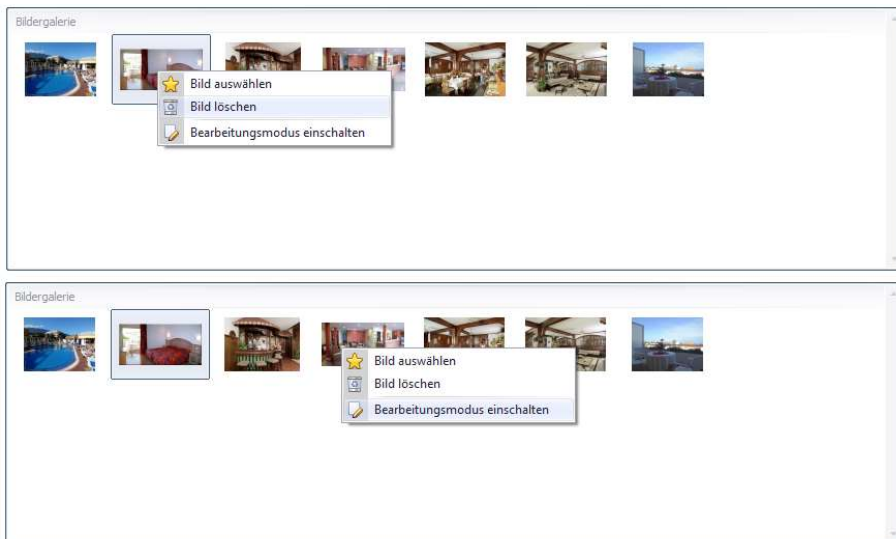 Bildergalerie
Bild auswählen
Bild löschen
Bearbeitungsmodus einschalten
Bildergalerie
Bild auswählen
Bild löschen
Bearbeitungsmodus einschalten